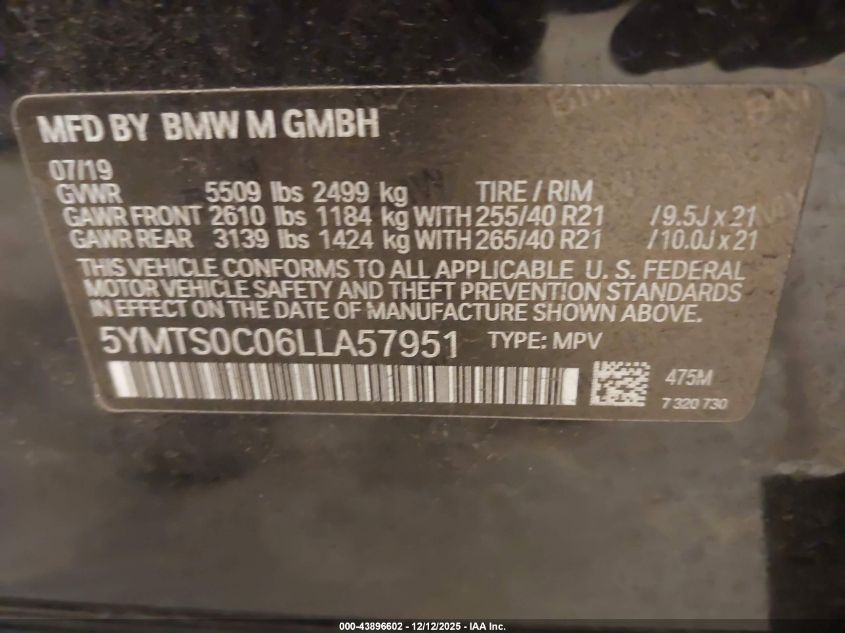 MFD BY BMW M GMBH
07/19
GVWR 5509 lbs 2499 kg TIRE / RIM
GAWR FRONT 2610 lbs 1184 kg WITH 255/40 R21 /9.5J x 21
GAWR REAR 3139 lbs 1424 kg WITH 265/40 R21 /10.0J x 21
THIS VEHICLE CONFORMS TO ALL APPLICABLE U. S. FEDERAL
MOTOR VEHICLE SAFETY AND THEFT PREVENTION STANDARDS
IN EFFECT ON THE DATE OF MANUFACTURE SHOWN ABOVE.
5YMTS0C06LLA57951 TYPE: MPV
475M
7 320 730
000-43896602 - 12/12/2025 - IAA Inc.